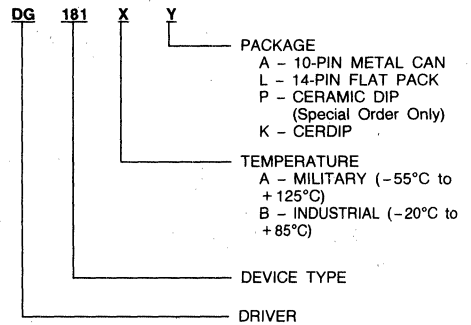 DG 181 X Y
PACKAGE
A – 10-PIN METAL CAN
L – 14-PIN FLAT PACK
P – CERAMIC DIP
(Special Order Only)
K – CERDIP
TEMPERATURE
A – MILITARY (–55°C to
+125°C)
B – INDUSTRIAL (–20°C to
+85°C)
DEVICE TYPE
DRIVER